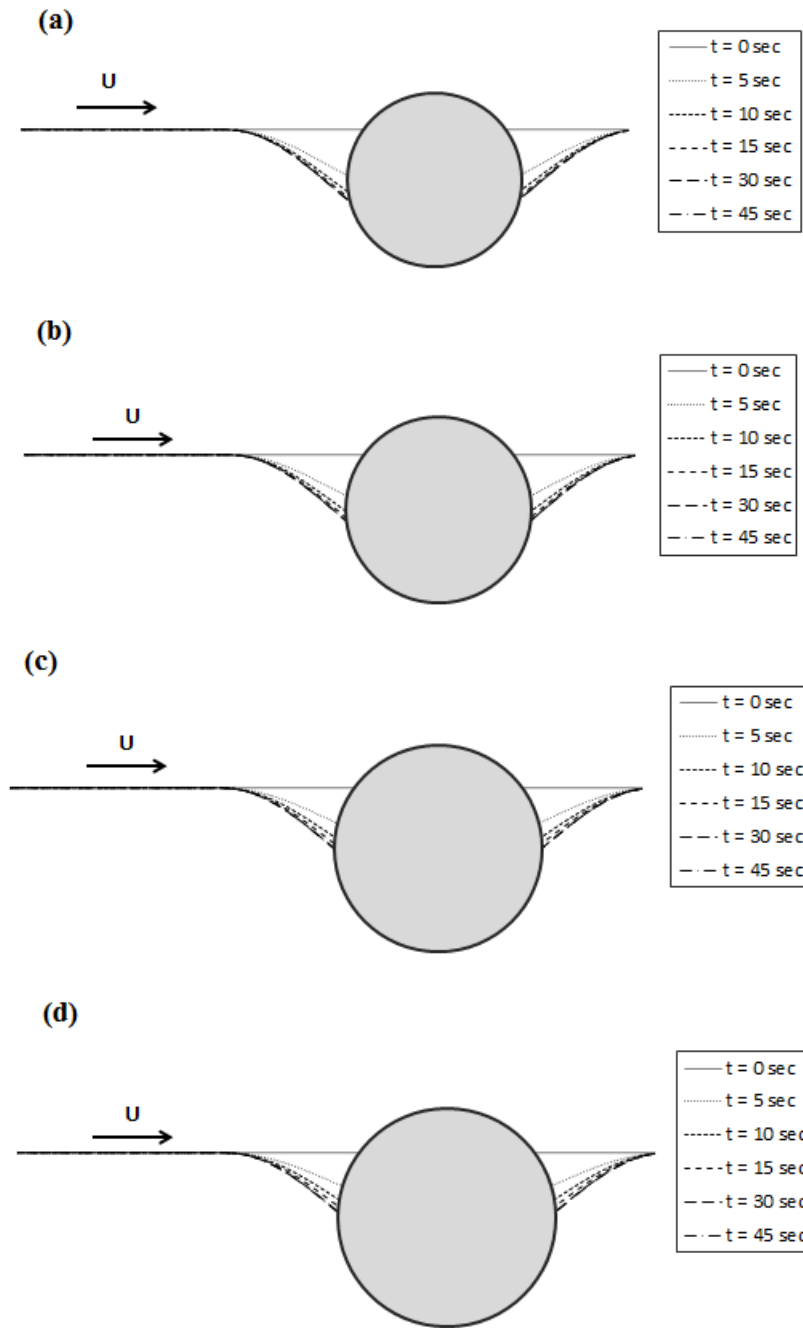 (a)
U
t = 0 sec
t = 5 sec
t = 10 sec
t = 15 sec
t = 30 sec
t = 45 sec
(b)
U
t = 0 sec
t = 5 sec
t = 10 sec
t = 15 sec
t = 30 sec
t = 45 sec
(c)
U
t = 0 sec
t = 5 sec
t = 10 sec
t = 15 sec
t = 30 sec
t = 45 sec
(d)
U
t = 0 sec
t = 5 sec
t = 10 sec
t = 15 sec
t = 30 sec
t = 45 sec